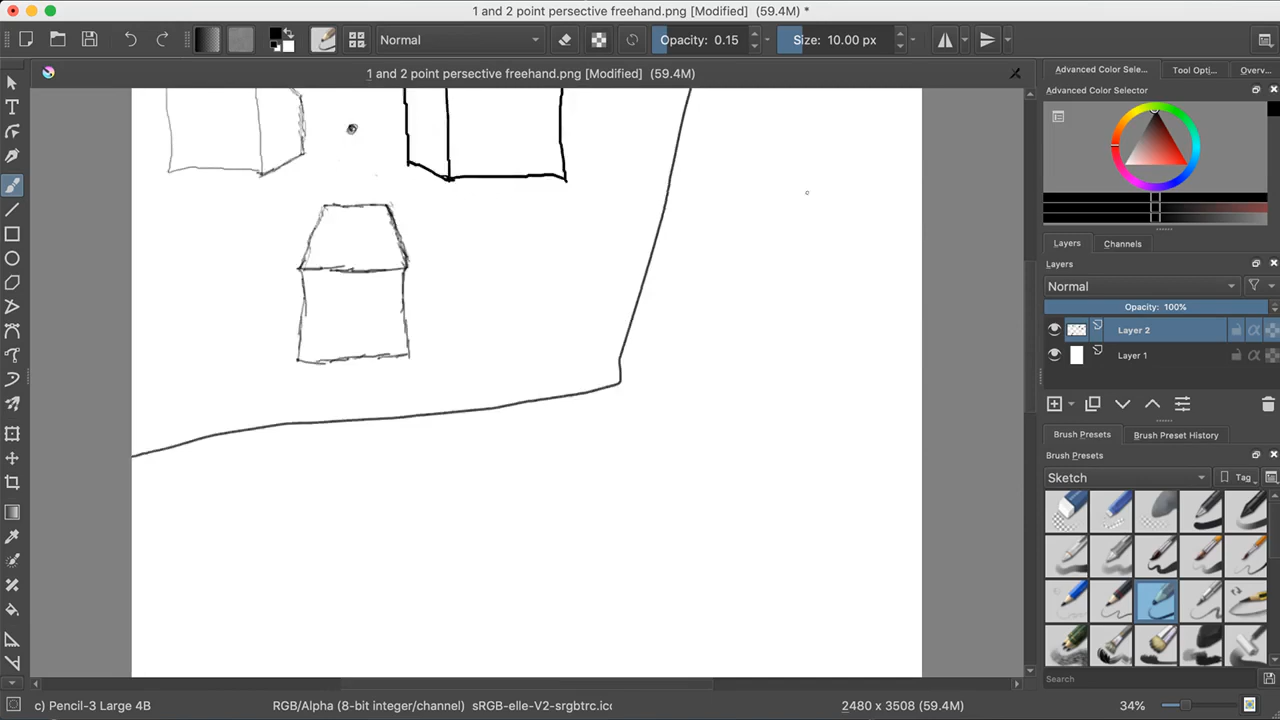 1 and 2 point persective freehand.png [Modified] (59.4M) *
Normal
Opacity: 0.15
Size: 10.00 px
1 and 2 point persective freehand.png [Modified] (59.4M)
Advanced Color Sele...
Tool Opti...
Overv...
Advanced Color Selector
Layers
Channels
Layers
Normal
Opacity: 100%
Layer 2
Layer 1
Brush Presets
Brush Preset History
Brush Presets
Sketch
Tag
Search
c) Pencil-3 Large 4B
RGB/Alpha (8-bit integer/channel) sRGB-elle-V2-srgbtrc.icc
2480 x 3508 (59.4M)
34%